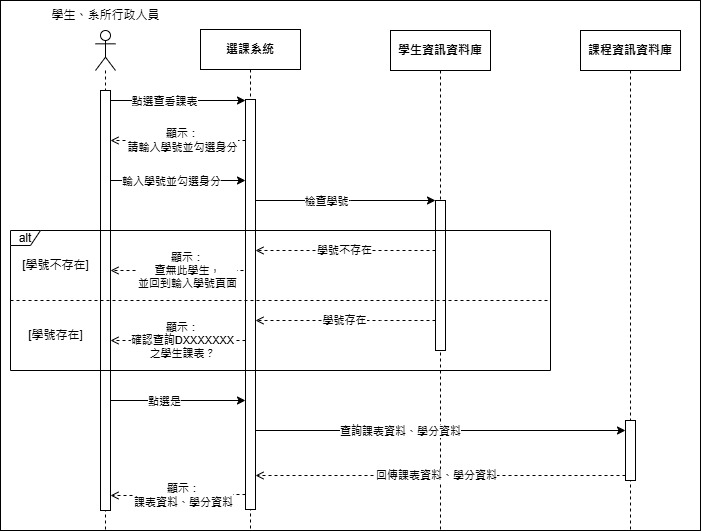 學生、系所行政人員
選課系統
學生資訊資料庫
課程資訊資料庫
點選查看課表
顯示：
請輸入學號並勾選身分
輸入學號並勾選身分
檢查學號
alt
[學號不存在]
學號不存在
顯示：
查無此學生，
並回到輸入學號頁面
[學號存在]
學號存在
顯示：
確認查詢DXXXXXXX
之學生課表？
點選是
查詢課表資料、學分資料
回傳課表資料、學分資料
顯示：
課表資料、學分資料